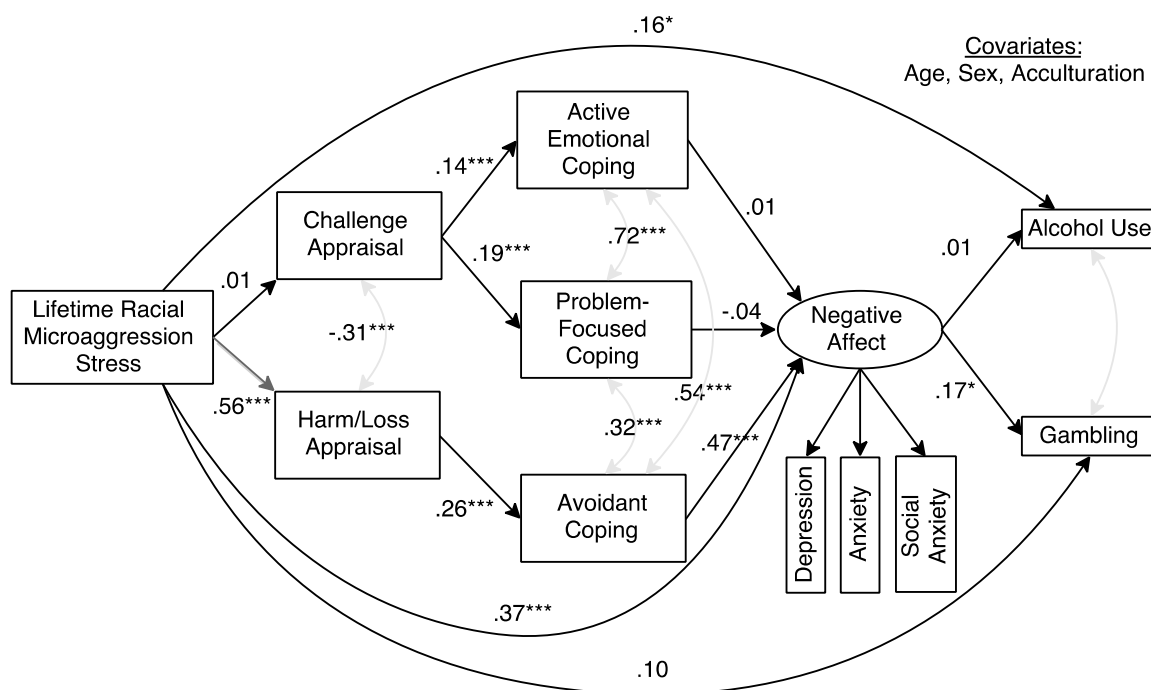 .16*
Covariates:
Age, Sex, Acculturation
Active
Emotional
Coping
.14***
Challenge
Appraisal
.01
Alcohol Use
.19***
.72***
.01
.01
Lifetime Racial
Microaggression
Stress
Problem-
Focused
Coping
-.04
Negative
Affect
-.31***
.56***
.54***
.17*
Harm/Loss
Appraisal
.32***
.47***
Gambling
.26***
Avoidant
Coping
Depression
Anxiety
Social
Anxiety
.37***
.10